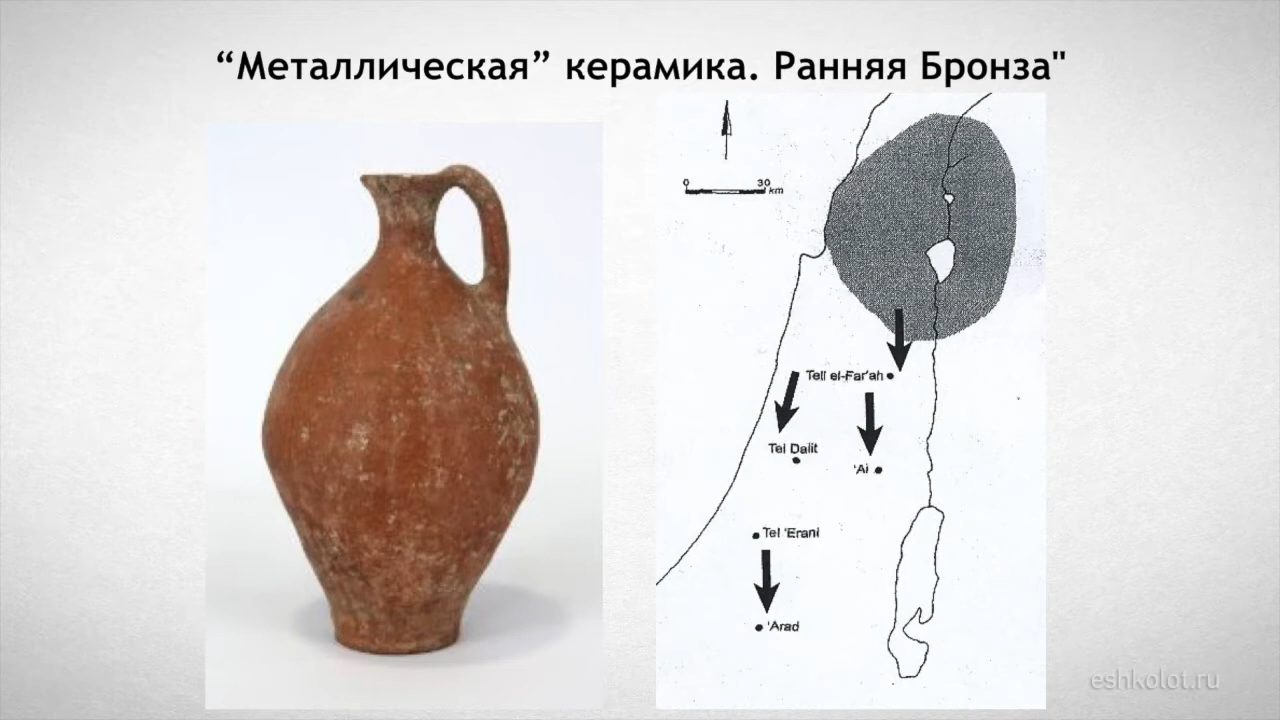 “Металлическая” керамика. Ранняя Бронза"
0 30 km
Tell el-Far'ah
Tel Dalit
'Ai
Tel 'Erani
'Arad
eshkolot.ru